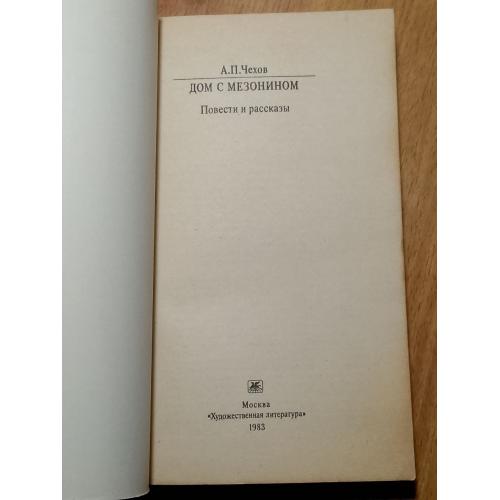 А.П.Чехов
ДОМ С МЕЗОНИНОМ
Повести и рассказы
Москва
«Художественная литература»
1983